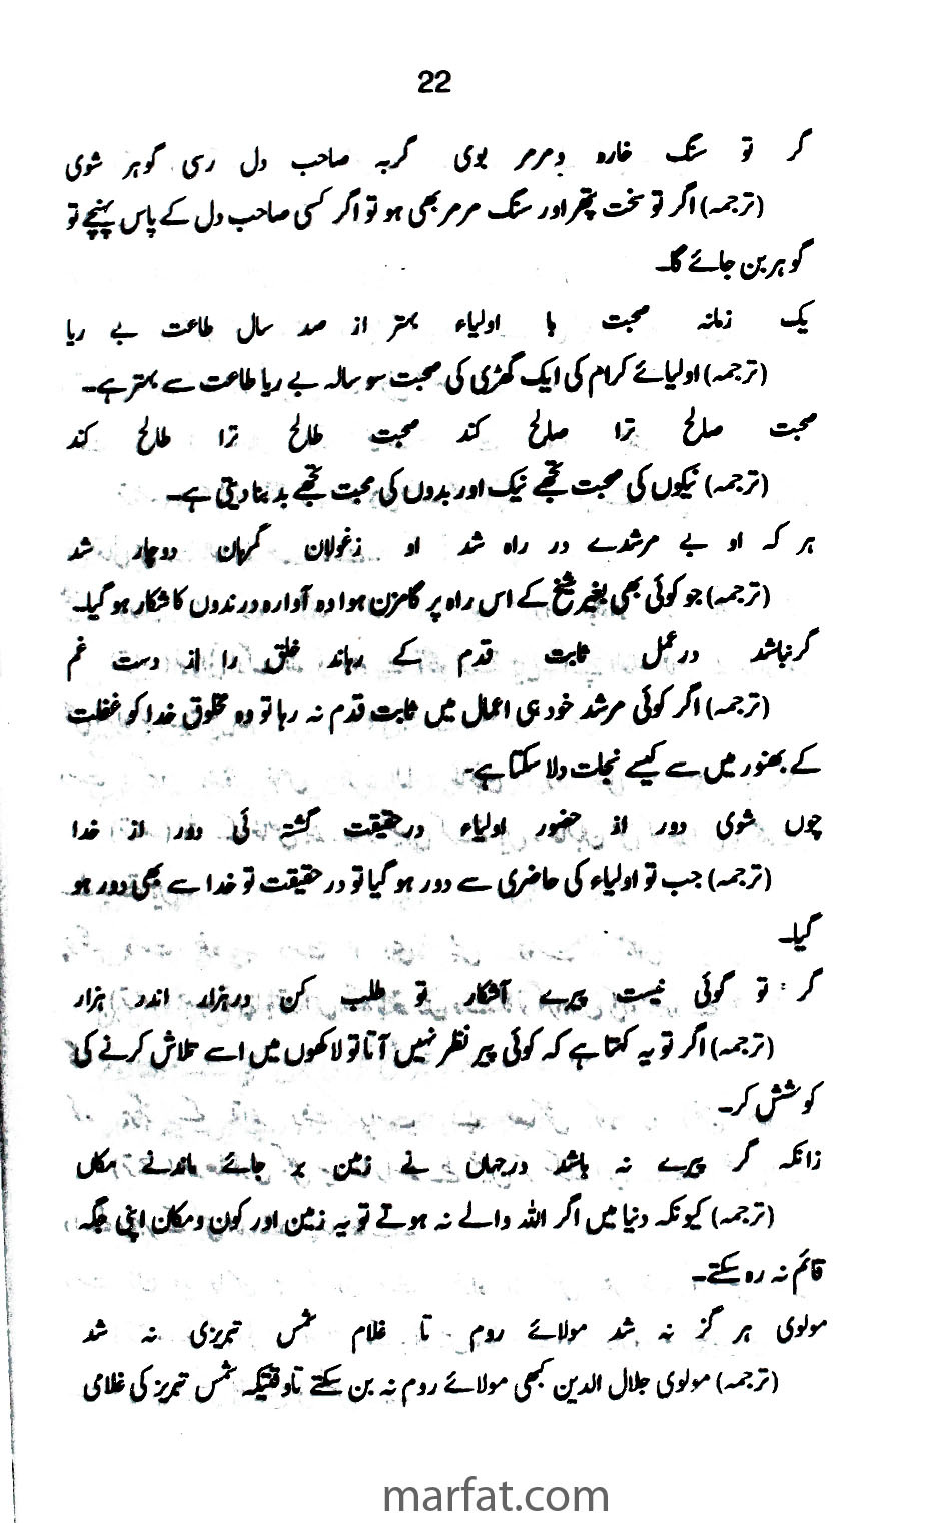 22
گر تو سنگ خارہ و مرمر بوی گربہ صاحب دل رسی گوہر شوی
(ترجمہ) اگر تو سخت پتھر اور سنگ مرمر بھی ہو تو اگر کسی صاحب دل کے پاس پہنچے تو
گوہر بن جائے گا۔
یک زمانہ صحبت با اولیاء بہتر از صد سال طاعت بے ریا
(ترجمہ) اولیائے کرام کی ایک گھڑی کی صحبت سو سالہ بے ریا طاعت سے بہتر ہے۔
صحبت صالح ترا صالح کند صحبت طالح ترا طالح کند
(ترجمہ) نیکوں کی صحبت تجھے نیک اور بدوں کی صحبت تجھے بد بنا دیتی ہے۔
ہر کہ او بے مرشدے در راہ شد او زغولان گمہان دوچار شد
(ترجمہ) جو کوئی بھی بغیر شیخ کے اس راہ پر گامزن ہوا وہ آوارہ درندوں کا شکار ہو گیا۔
گرنباشد درعمل ثابت قدم کے رہاند خلق را از دست غم
(ترجمہ) اگر کوئی مرشد خود ہی اعمال میں ثابت قدم نہ رہا تو وہ مخلوق خدا کو غفلت
کے بھنور میں سے کیسے نجات دلا سکتا ہے۔
چوں شوی دور از حضور اولیاء درحقیقت گشتہ ئی دور از خدا
(ترجمہ) جب تو اولیاء کی حاضری سے دور ہو گیا تو در حقیقت تو خدا سے بھی دور ہو
گیا۔
گر تو گوئی نیست پیرے آشکار تو طلب کن درہزار اندر ہزار
(ترجمہ) اگر تو یہ کہتا ہے کہ کوئی پیر نظر نہیں آتا تو لاکھوں میں اسے تلاش کرنے کی
کوشش کر۔
زانکہ گر پیرے نہ باشد درجہاں نے زمین بر جائے ماندنے مکاں
(ترجمہ) کیونکہ دنیا میں اگر اللہ والے نہ ہوتے تو یہ زمین اور کون و مکان اپنی جگہ
قائم نہ رہ سکتے۔
مولوی ہر گز نہ شد مولائے روم تا غلام شمس تبریزی نہ شد
(ترجمہ) مولوی جلال الدین کبھی مولائے روم نہ بن سکتے تاوقتیکہ شمس تبریز کی غلامی
marfat.com